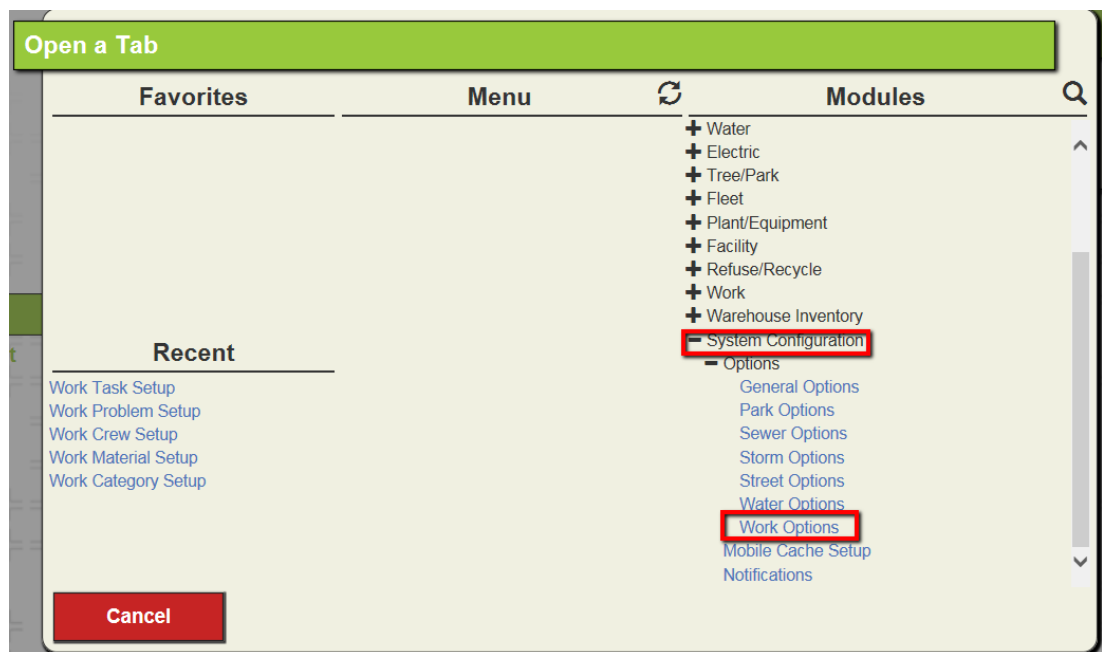 Open a Tab
Favorites
Menu
Modules
Water
Electric
Tree/Park
Fleet
Plant/Equipment
Facility
Refuse/Recycle
Work
Warehouse Inventory
System Configuration
Options
General Options
Park Options
Sewer Options
Storm Options
Street Options
Water Options
Work Options
Mobile Cache Setup
Notifications
Recent
Work Task Setup
Work Problem Setup
Work Crew Setup
Work Material Setup
Work Category Setup
Cancel
t